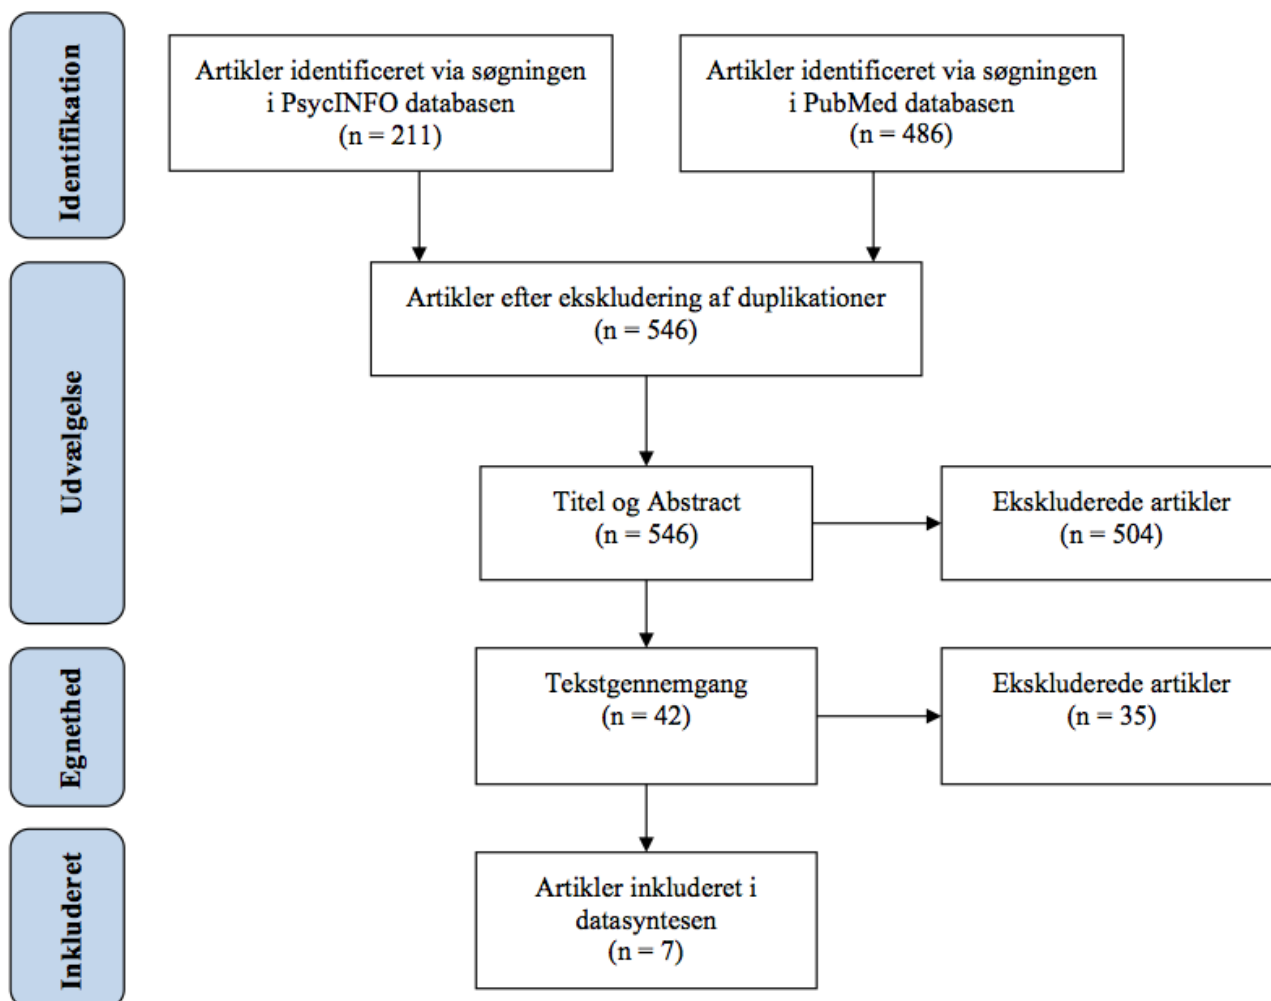 Identifikation
Artikler identificeret via søgningen
i PsycINFO databasen
(n = 211)
Artikler identificeret via søgningen
i PubMed databasen
(n = 486)
Udvælgelse
Artikler efter ekskludering af duplikationer
(n = 546)
Titel og Abstract
(n = 546)
Ekskluderede artikler
(n = 504)
Egnethed
Tekstgennemgang
(n = 42)
Ekskluderede artikler
(n = 35)
Inkluderet
Artikler inkluderet i
datasyntesen
(n = 7)